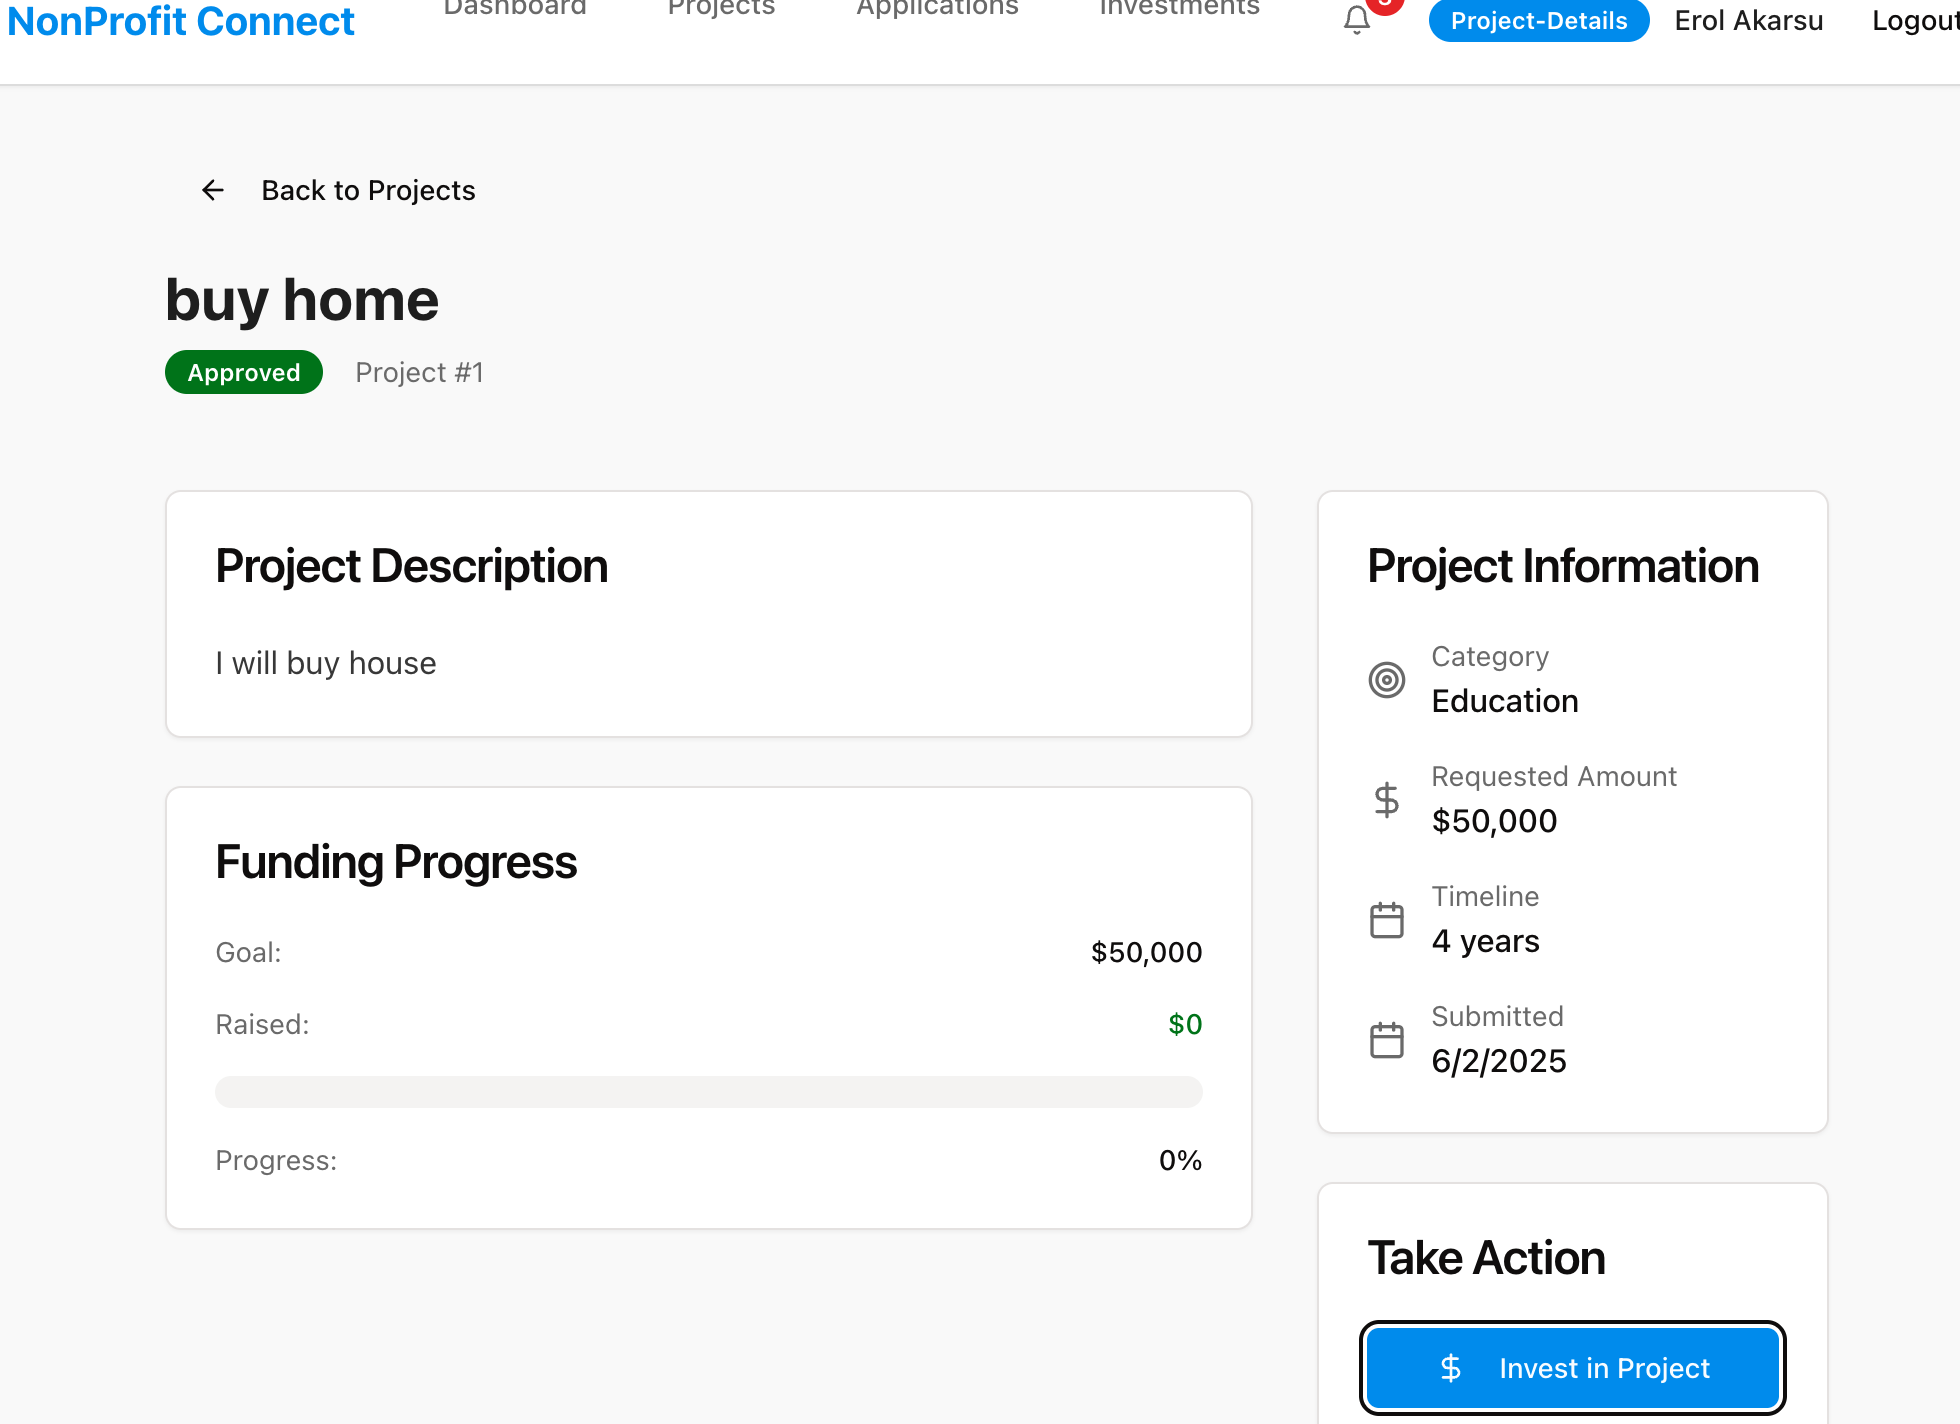 NonProfit Connect
Dashboard
Projects
Applications
Investments
Project-Details
Erol Akarsu
Logout
Back to Projects
buy home
Approved
Project #1
Project Description
I will buy house
Funding Progress
Goal:
$50,000
Raised:
$0
Progress:
0%
Project Information
Category
Education
Requested Amount
$50,000
Timeline
4 years
Submitted
6/2/2025
Take Action
Invest in Project